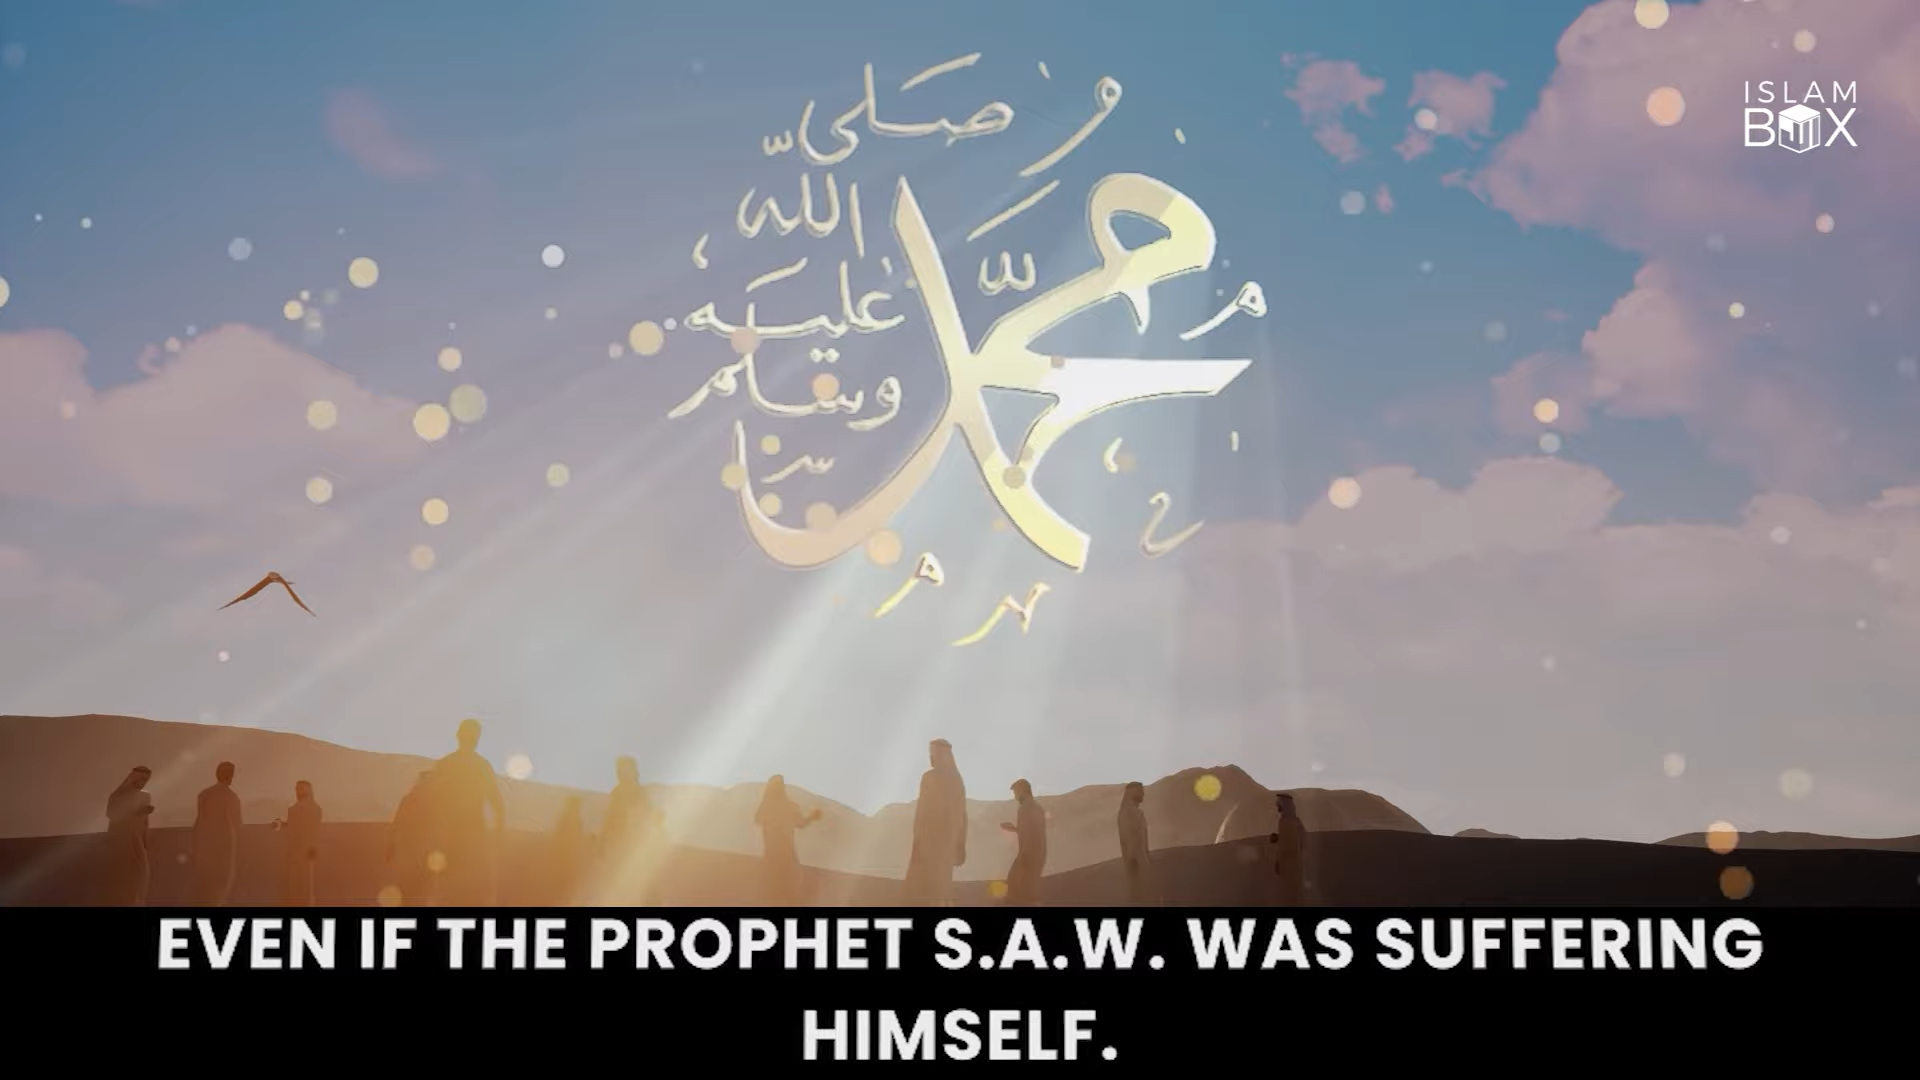 صلى
الله
عليه
وسلم
محمد
ISLAM
BOX
EVEN IF THE PROPHET S.A.W. WAS SUFFERING
HIMSELF.